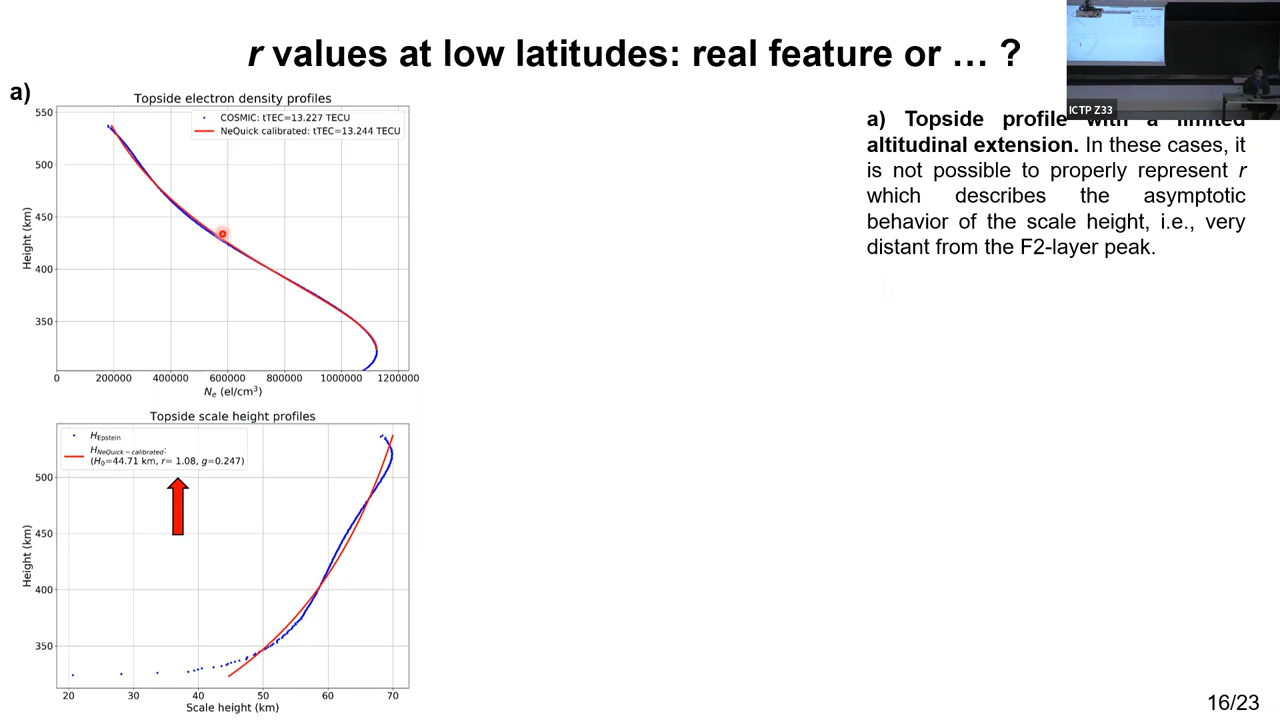 r values at low latitudes: real feature or … ?
ICTP Z33
a)
Topside electron density profiles
COSMIC: tTEC=13.227 TECU
NeQuick calibrated: tTEC=13.244 TECU
Height (km)
550
500
450
400
350
0 200000 400000 600000 800000 1000000 1200000
Ne (el/cm³)
Topside scale height profiles
HEpstein
HNeQuick−calibrated:
(H0=44.71 km, r= 1.08, g=0.247)
Height (km)
500
450
400
350
20 30 40 50 60 70
Scale height (km)
a) Topside profile with a limited
altitudinal extension. In these cases, it
is not possible to properly represent r
which describes the asymptotic
behavior of the scale height, i.e., very
distant from the F2-layer peak.
16/23